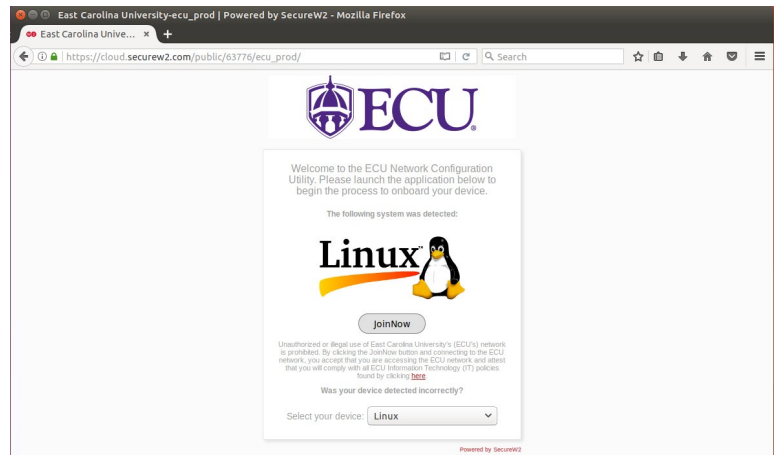 East Carolina University-ecu_prod | Powered by SecureW2 - Mozilla Firefox
East Carolina Unive... × +
https://cloud.securew2.com/public/63776/ecu_prod/
Search
ECU
Welcome to the ECU Network Configuration
Utility. Please launch the application below to
begin the process to onboard your device.
The following system was detected:
Linux™
JoinNow
Unauthorized or illegal use of East Carolina University's (ECU's) network
is prohibited. By clicking the JoinNow button and connecting to the ECU
network, you accept that you are accessing the ECU network and attest
that you will comply with all ECU Information Technology (IT) policies
found by clicking here
Was your device detected incorrectly?
Select your device: Linux
Powered by SecureW2